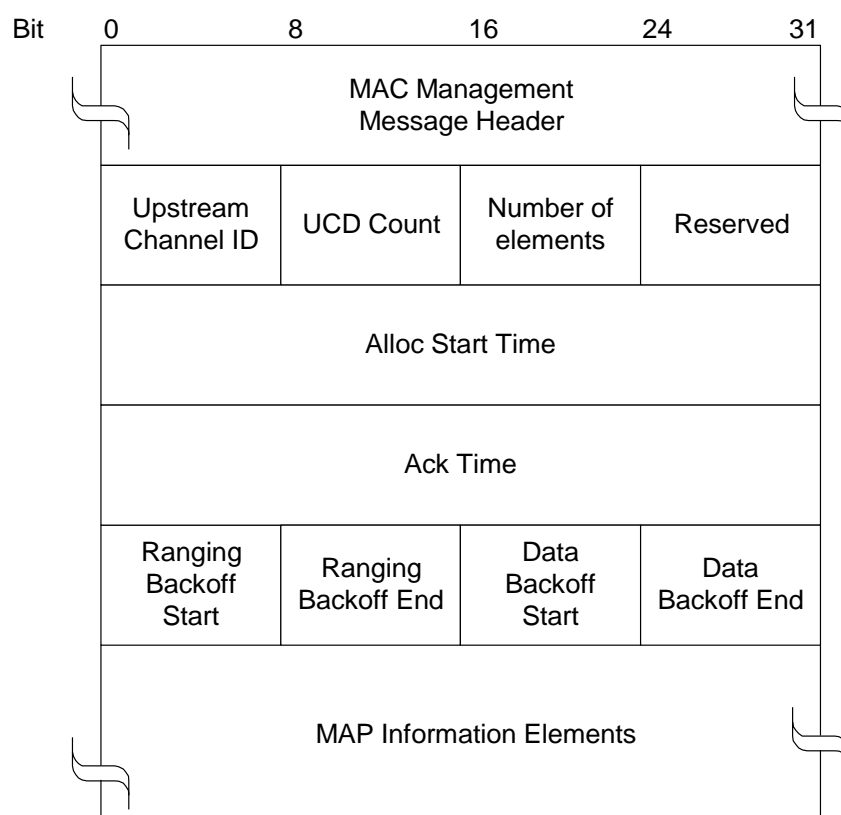 Bit 0 8 16 24 31
MAC Management
Message Header
Upstream
Channel ID
UCD Count
Number of
elements
Reserved
Alloc Start Time
Ack Time
Ranging
Backoff
Start
Ranging
Backoff End
Data
Backoff
Start
Data
Backoff End
MAP Information Elements